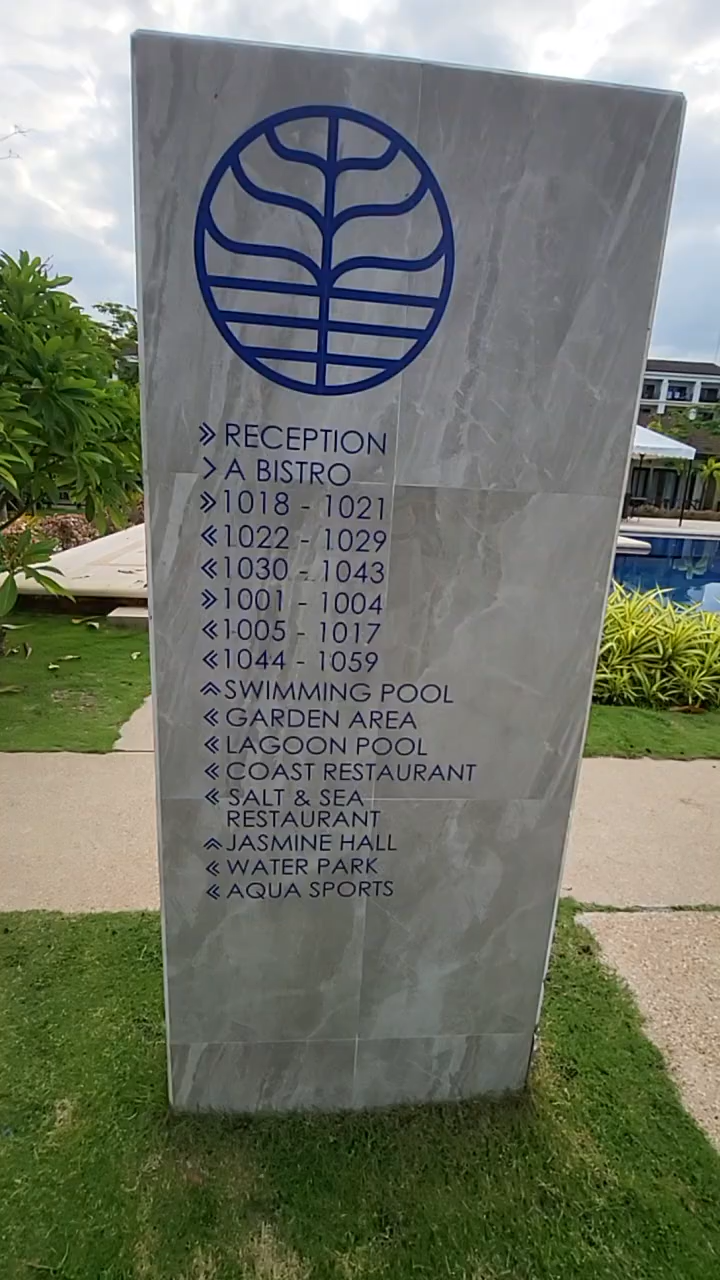 » RECEPTION
> A BISTRO
» 1018 - 1021
« 1022 - 1029
« 1030 - 1043
» 1001 - 1004
« 1005 - 1017
« 1044 - 1059
︽ SWIMMING POOL
« GARDEN AREA
« LAGOON POOL
« COAST RESTAURANT
« SALT & SEA
RESTAURANT
︽ JASMINE HALL
« WATER PARK
« AQUA SPORTS